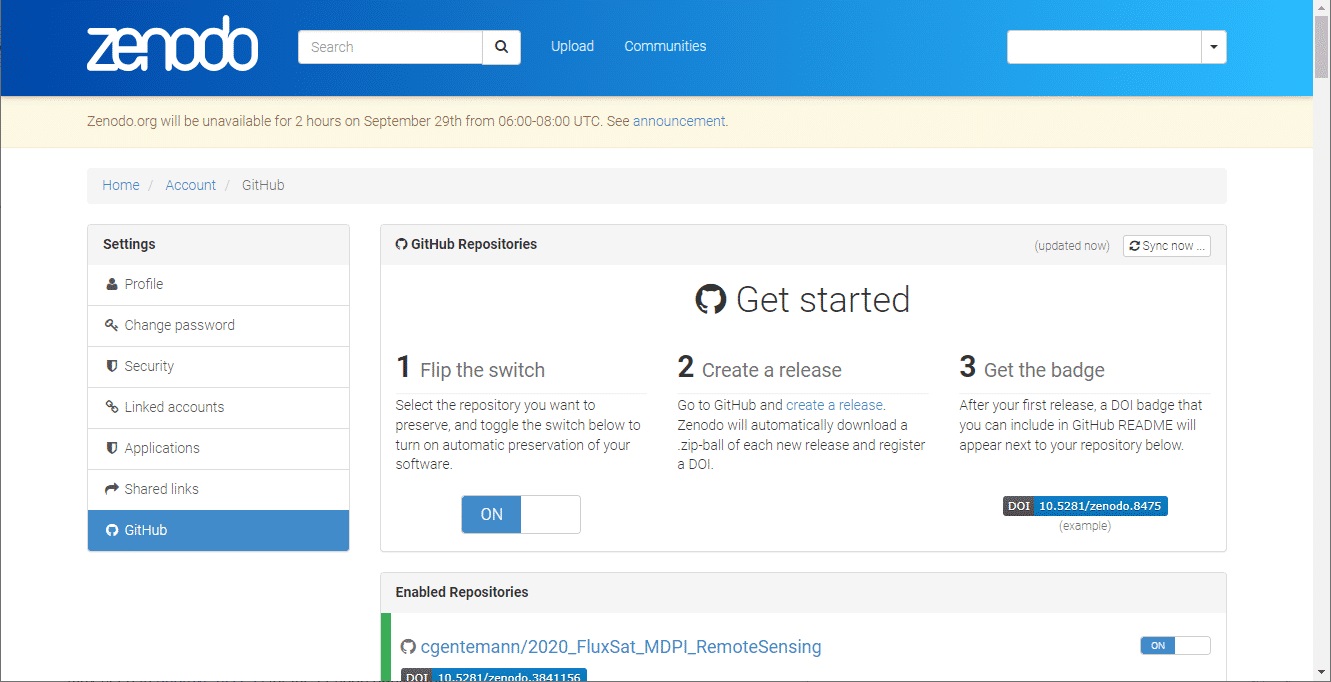 zenodo
Search
Upload
Communities
Zenodo.org will be unavailable for 2 hours on September 29th from 06:00-08:00 UTC. See announcement.
Home / Account / GitHub
Settings
Profile
Change password
Security
Linked accounts
Applications
Shared links
GitHub
GitHub Repositories
(updated now)
Sync now ...
Get started
1 Flip the switch
Select the repository you want to
preserve, and toggle the switch below to
turn on automatic preservation of your
software.
ON
2 Create a release
Go to GitHub and create a release.
Zenodo will automatically download a
.zip-ball of each new release and register
a DOI.
3 Get the badge
After your first release, a DOI badge that
you can include in GitHub README will
appear next to your repository below.
DOI 10.5281/zenodo.8475
(example)
Enabled Repositories
cgentemann/2020_FluxSat_MDPI_RemoteSensing
ON
DOI 10.5281/zenodo.3841156